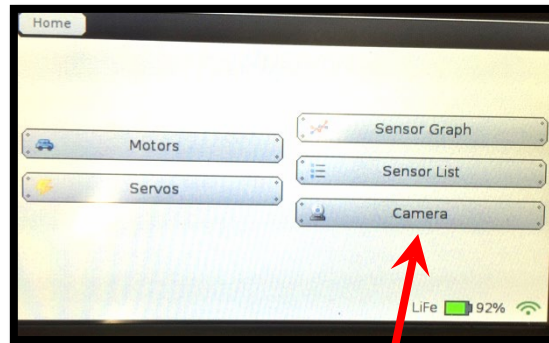 Home
Motors
Servos
Sensor Graph
Sensor List
Camera
LiFe 92%